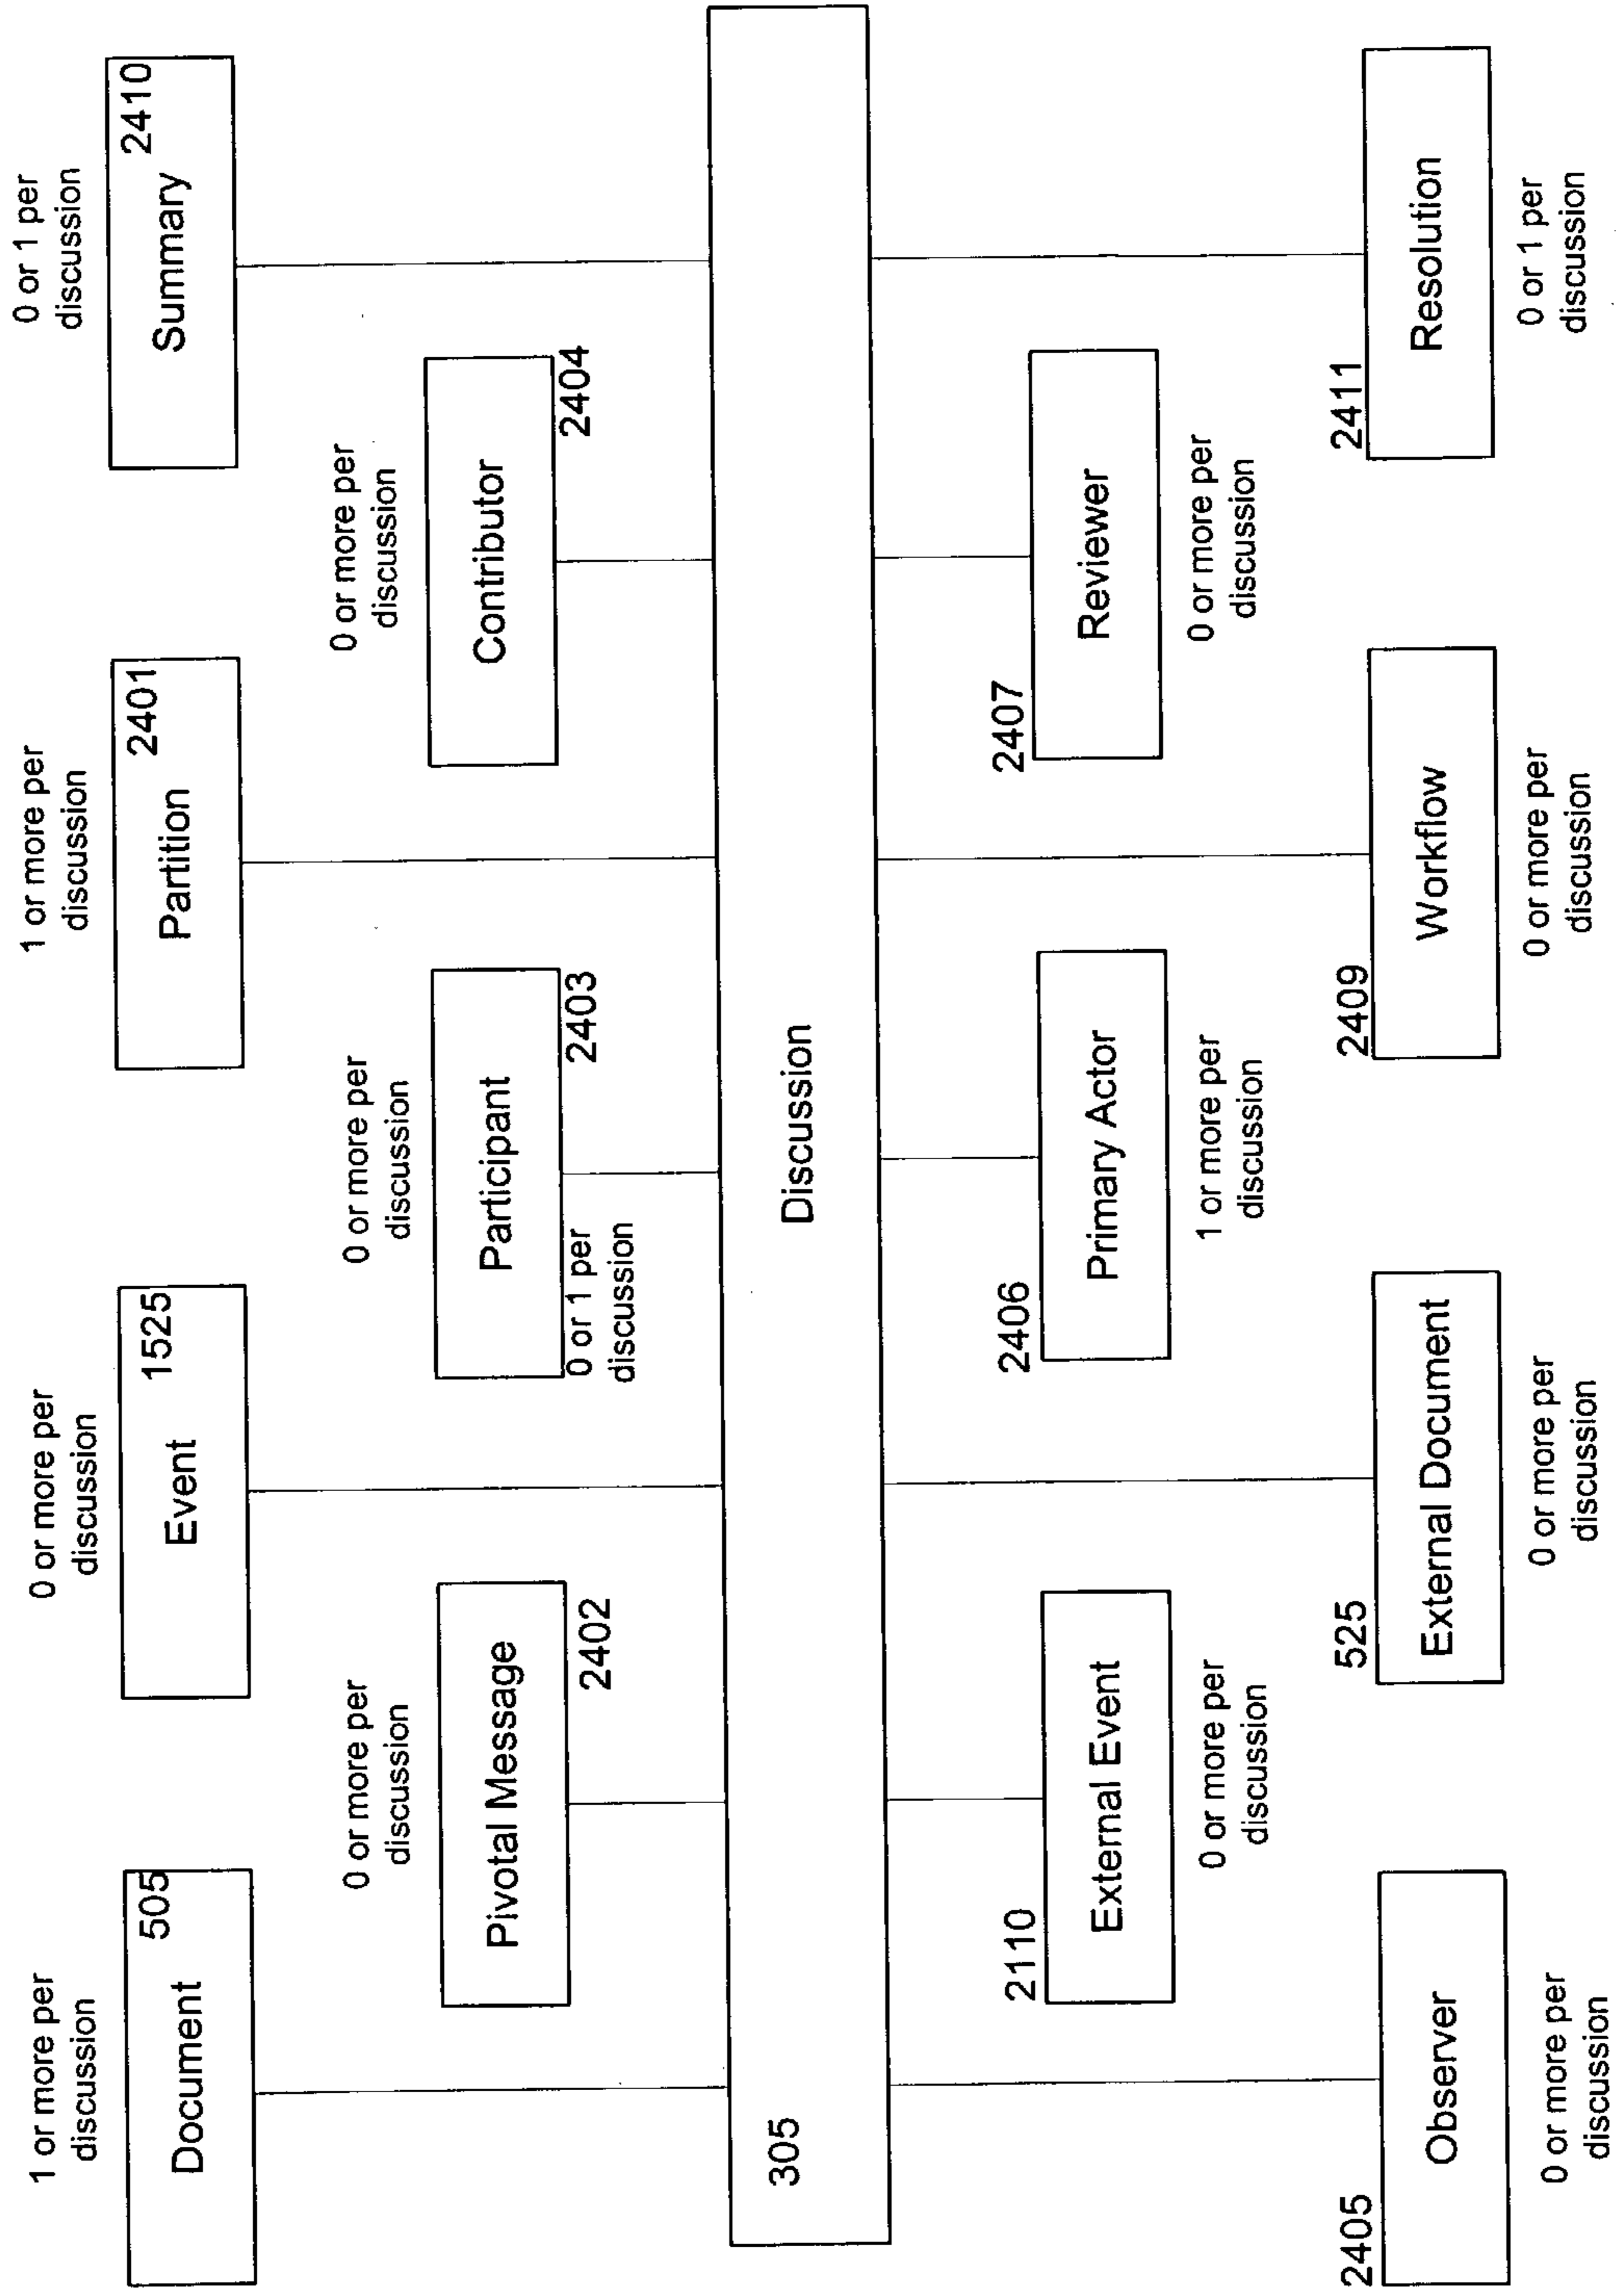 1 or more per
discussion
505
Document
0 or more per
discussion
1525
Event
1 or more per
discussion
2401
Partition
0 or 1 per
discussion
2410
Summary
0 or more per
discussion
Pivotal Message
2402
0 or more per
discussion
Participant
2403
0 or 1 per
discussion
0 or more per
discussion
Contributor
2404
305
Discussion
2110
External Event
0 or more per
discussion
2406
Primary Actor
1 or more per
discussion
2407
Reviewer
0 or more per
discussion
2405
Observer
0 or more per
discussion
525
External Document
0 or more per
discussion
2409
Workflow
0 or more per
discussion
2411
Resolution
0 or 1 per
discussion